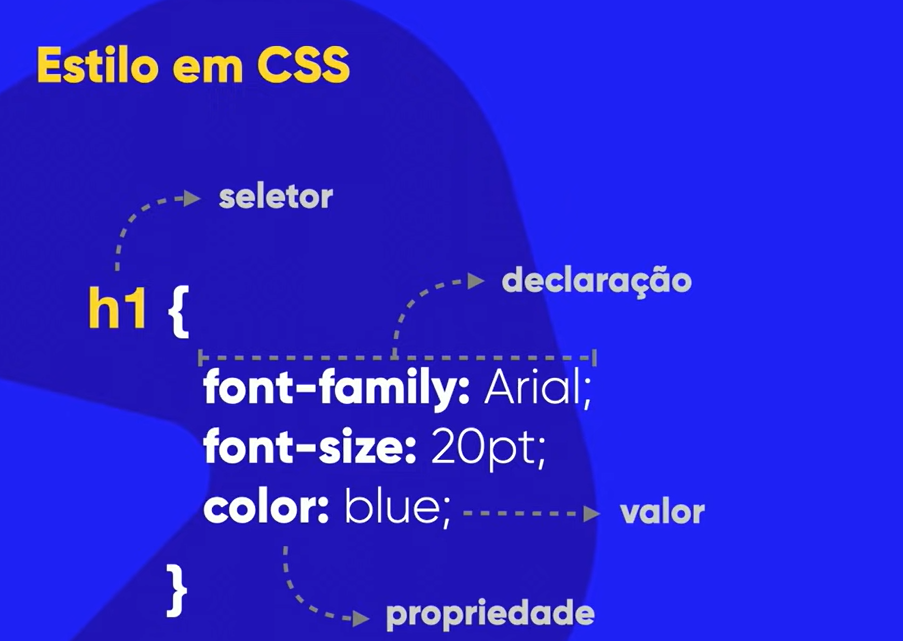 Estilo em CSS
seletor
h1 {
declaração
font-family: Arial;
font-size: 20pt;
color: blue;
valor
}
propriedade